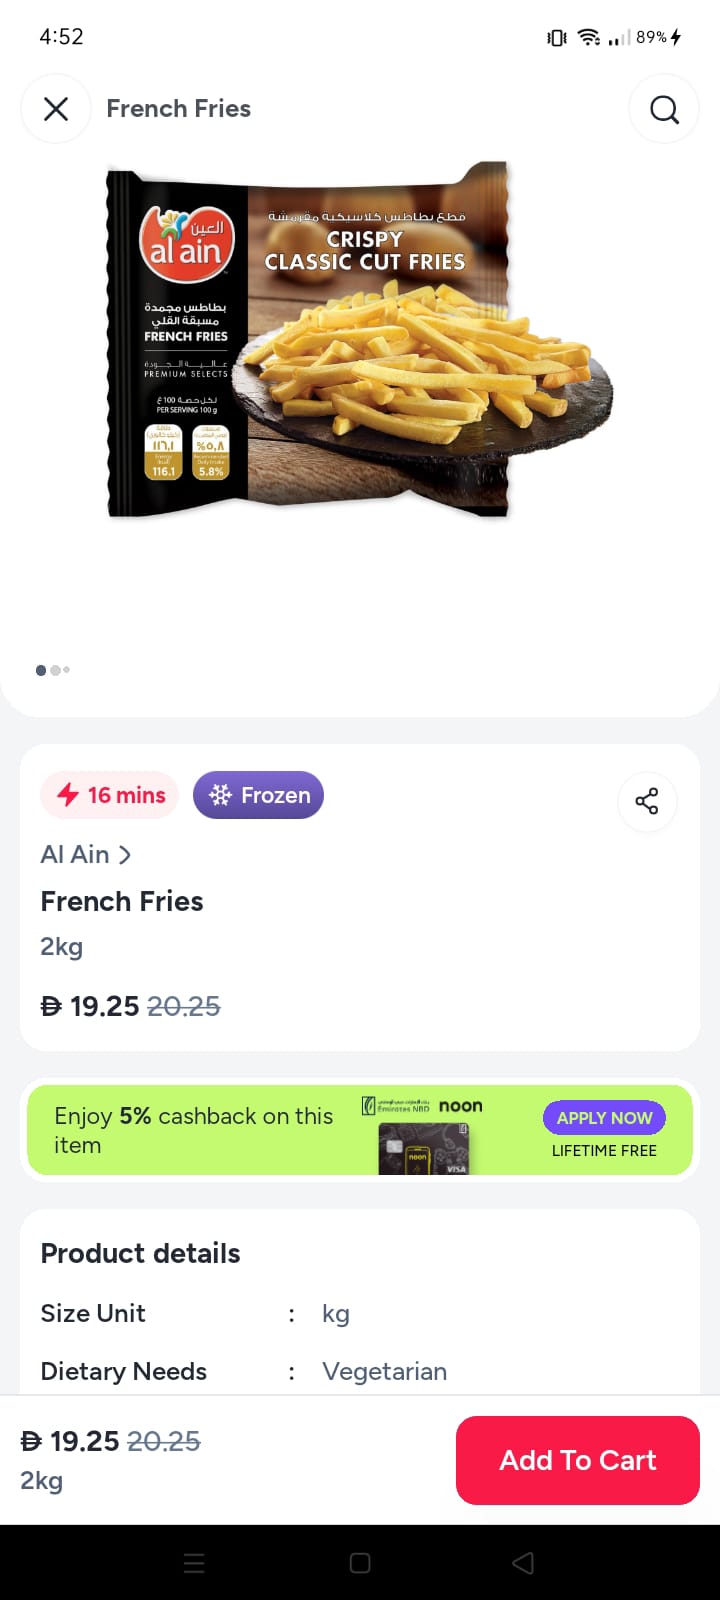 4:52
89%
French Fries
العين
al ain
قطع بطاطس كلاسيكية مقرمشة
CRISPY
CLASSIC CUT FRIES
بطاطس مجمدة
مسبقة القلي
FRENCH FRIES
عالية الجودة
PREMIUM SELECTS
لكل حصة 100 غ
PER SERVING 100 g
١١٦,١
%٥,٨
Energy
116.1
5.8%
16 mins
Frozen
Al Ain
French Fries
2kg
19.25 20.25
Enjoy 5% cashback on this
item
Emirates NBD
noon
noon
VISA
APPLY NOW
LIFETIME FREE
Product details
Size Unit : kg
Dietary Needs : Vegetarian
19.25 20.25
2kg
Add To Cart